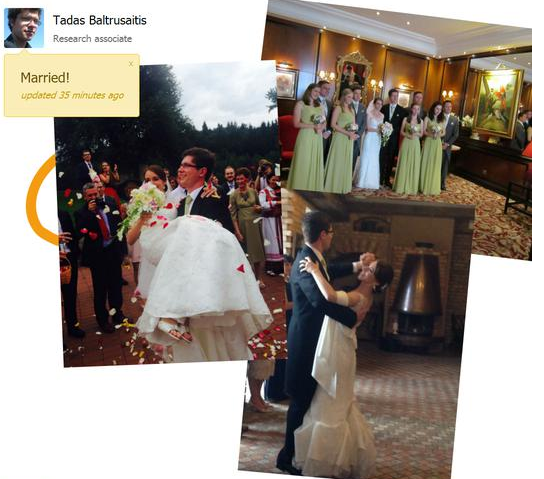 Tadas Baltrusaitis
Research associate
x
Married!
updated 35 minutes ago